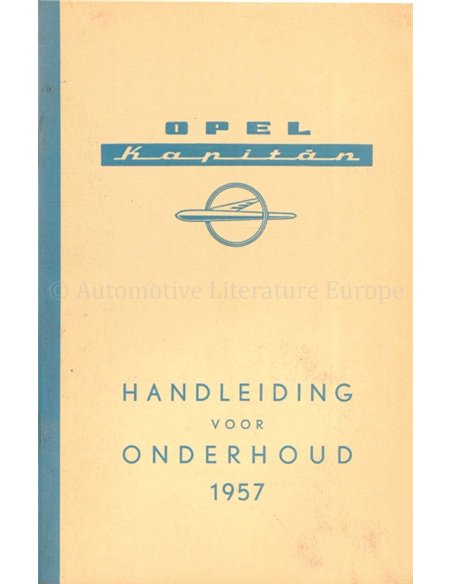 OPEL
Kapitän
© Automotive Literature Europe
HANDLEIDING
VOOR
ONDERHOUD
1957